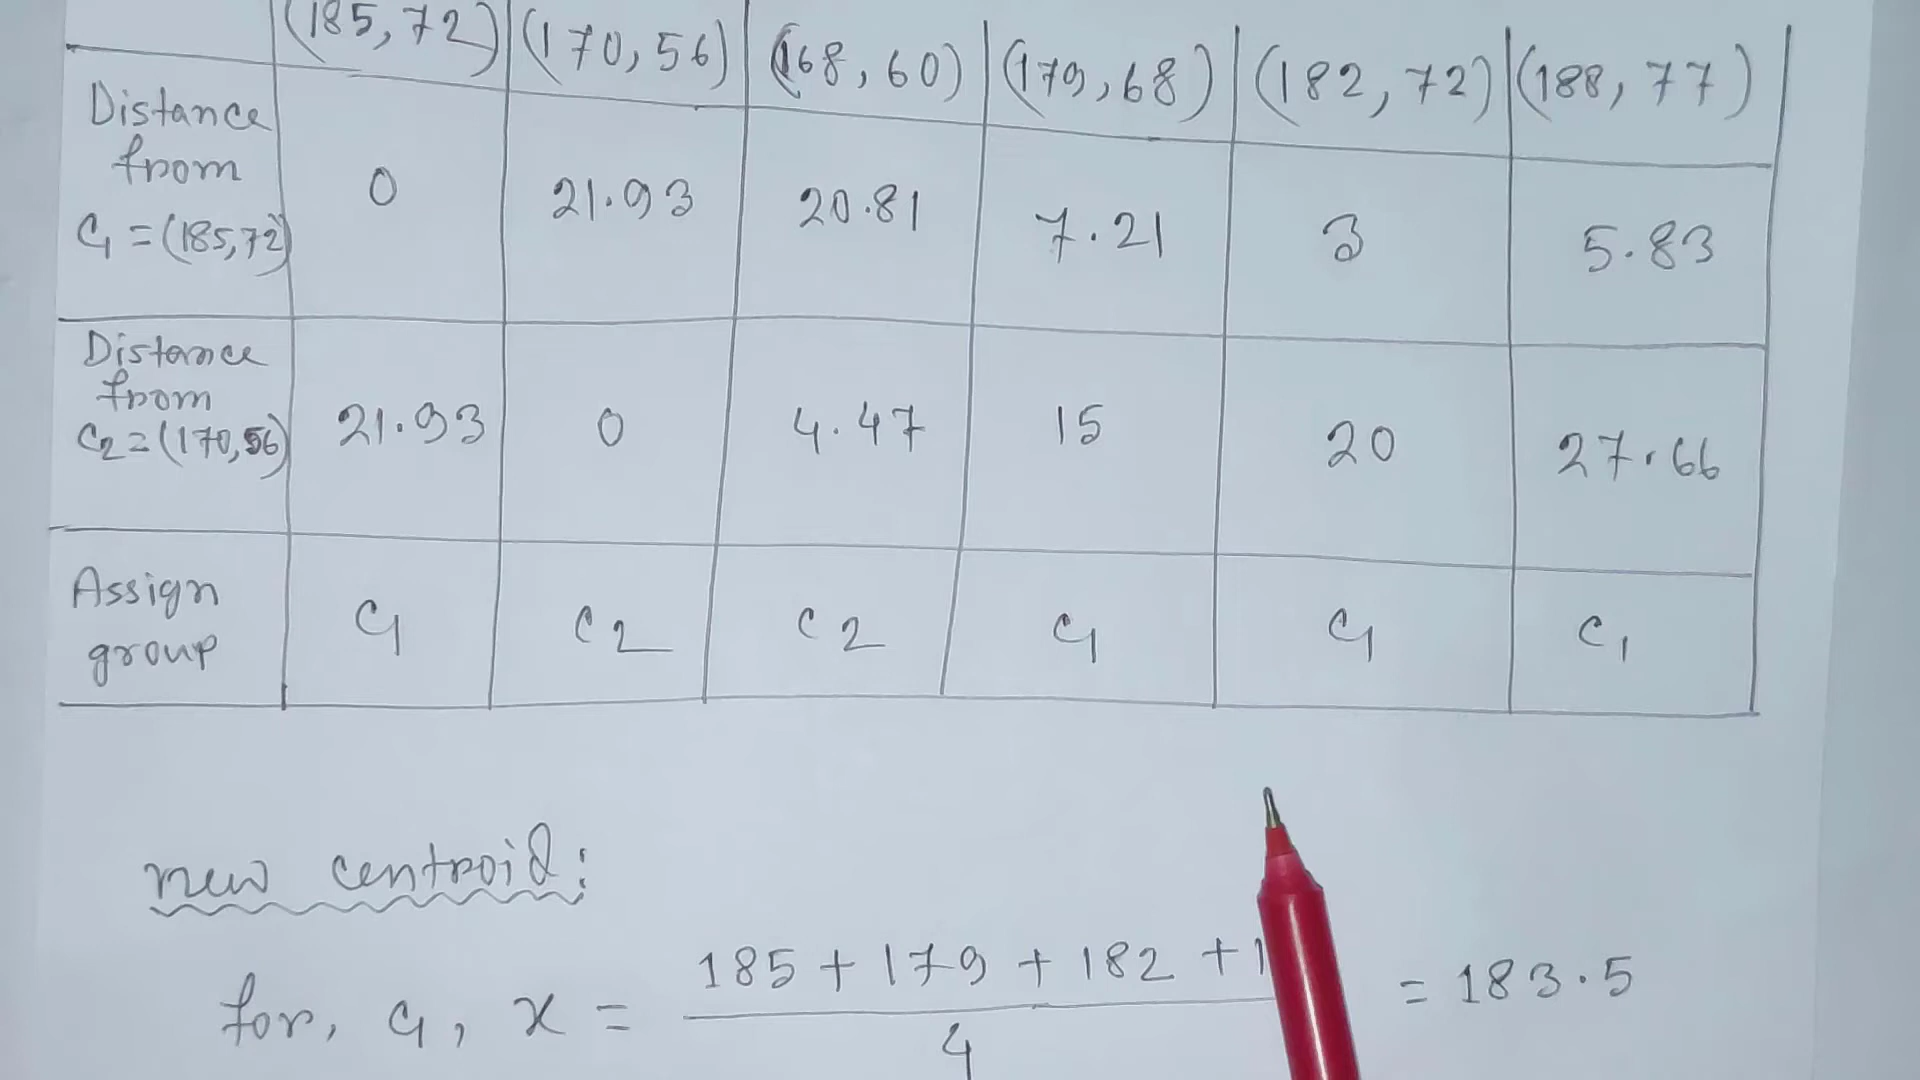 (185,72) (170,56) (168,60) (179,68) (182,72) (188,77)
Distance from C1 = (185,72) 0 21.93 20.81 7.21 3 5.83
Distance from C2 = (170,56) 21.93 0 4.47 15 20 27.66
Assign group C1 C2 C2 C1 C1 C1
new centroid:
for, C1, x = 185 + 179 + 182 + 1 / 4 = 183.5